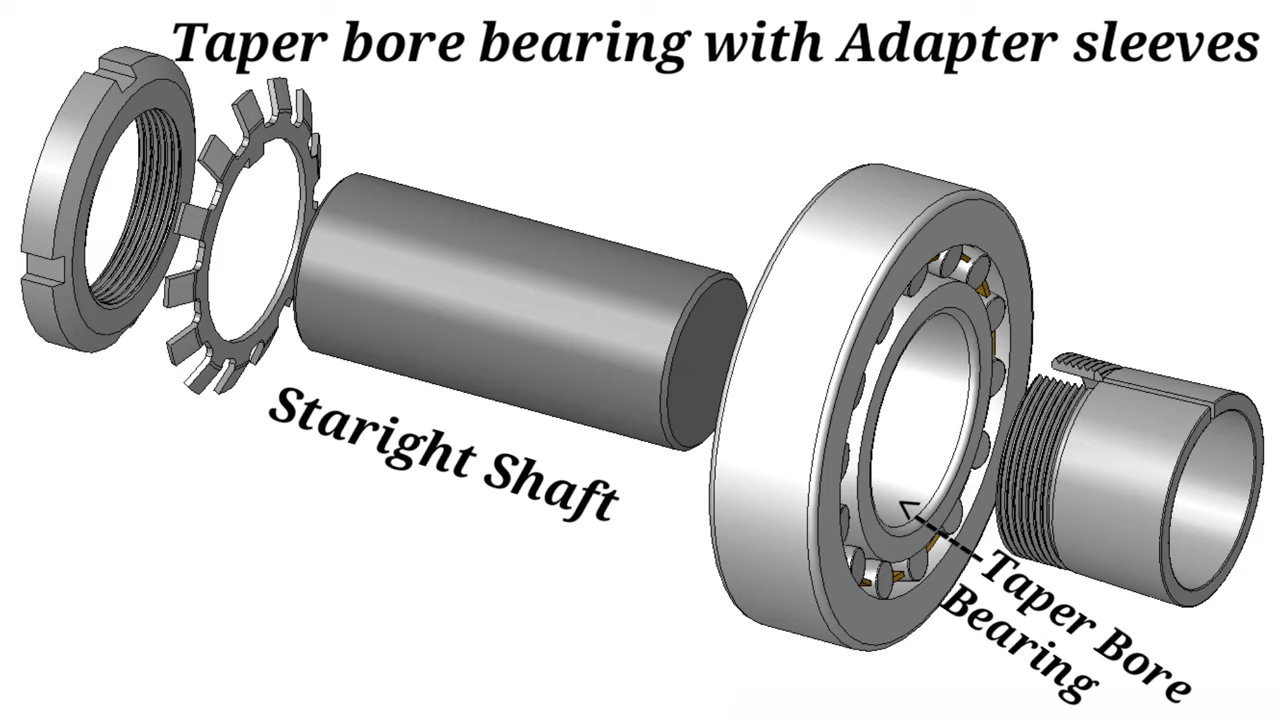 Taper bore bearing with Adapter sleeves
Staright Shaft
Taper Bore
Bearing